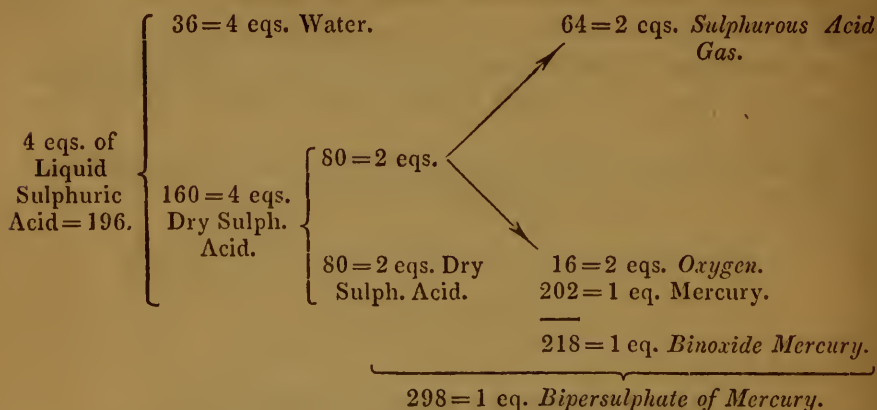 36=4 eqs. Water.
64=2 eqs. Sulphurous Acid
Gas.
4 eqs. of
Liquid
Sulphuric
Acid=196.
160=4 eqs.
Dry Sulph.
Acid.
80=2 eqs.
80=2 eqs. Dry
Sulph. Acid.
16=2 eqs. Oxygen.
202=1 eq. Mercury.
218=1 eq. Binoxide Mercury.
298=1 eq. Bipersulphate of Mercury.